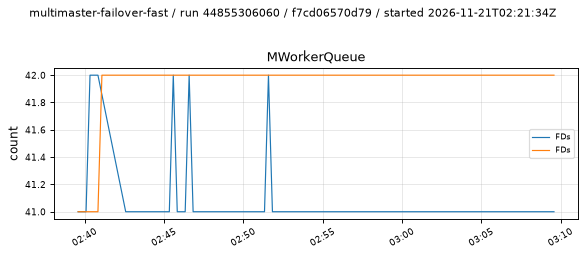 multimaster-failover-fast / run 44855306060 / f7cd06570d79 / started 2026-11-21T02:21:34Z
MWorkerQueue
count
42.0
41.8
41.6
41.4
41.2
41.0
FDs
FDs
02:40
02:45
02:50
02:55
03:00
03:05
03:10